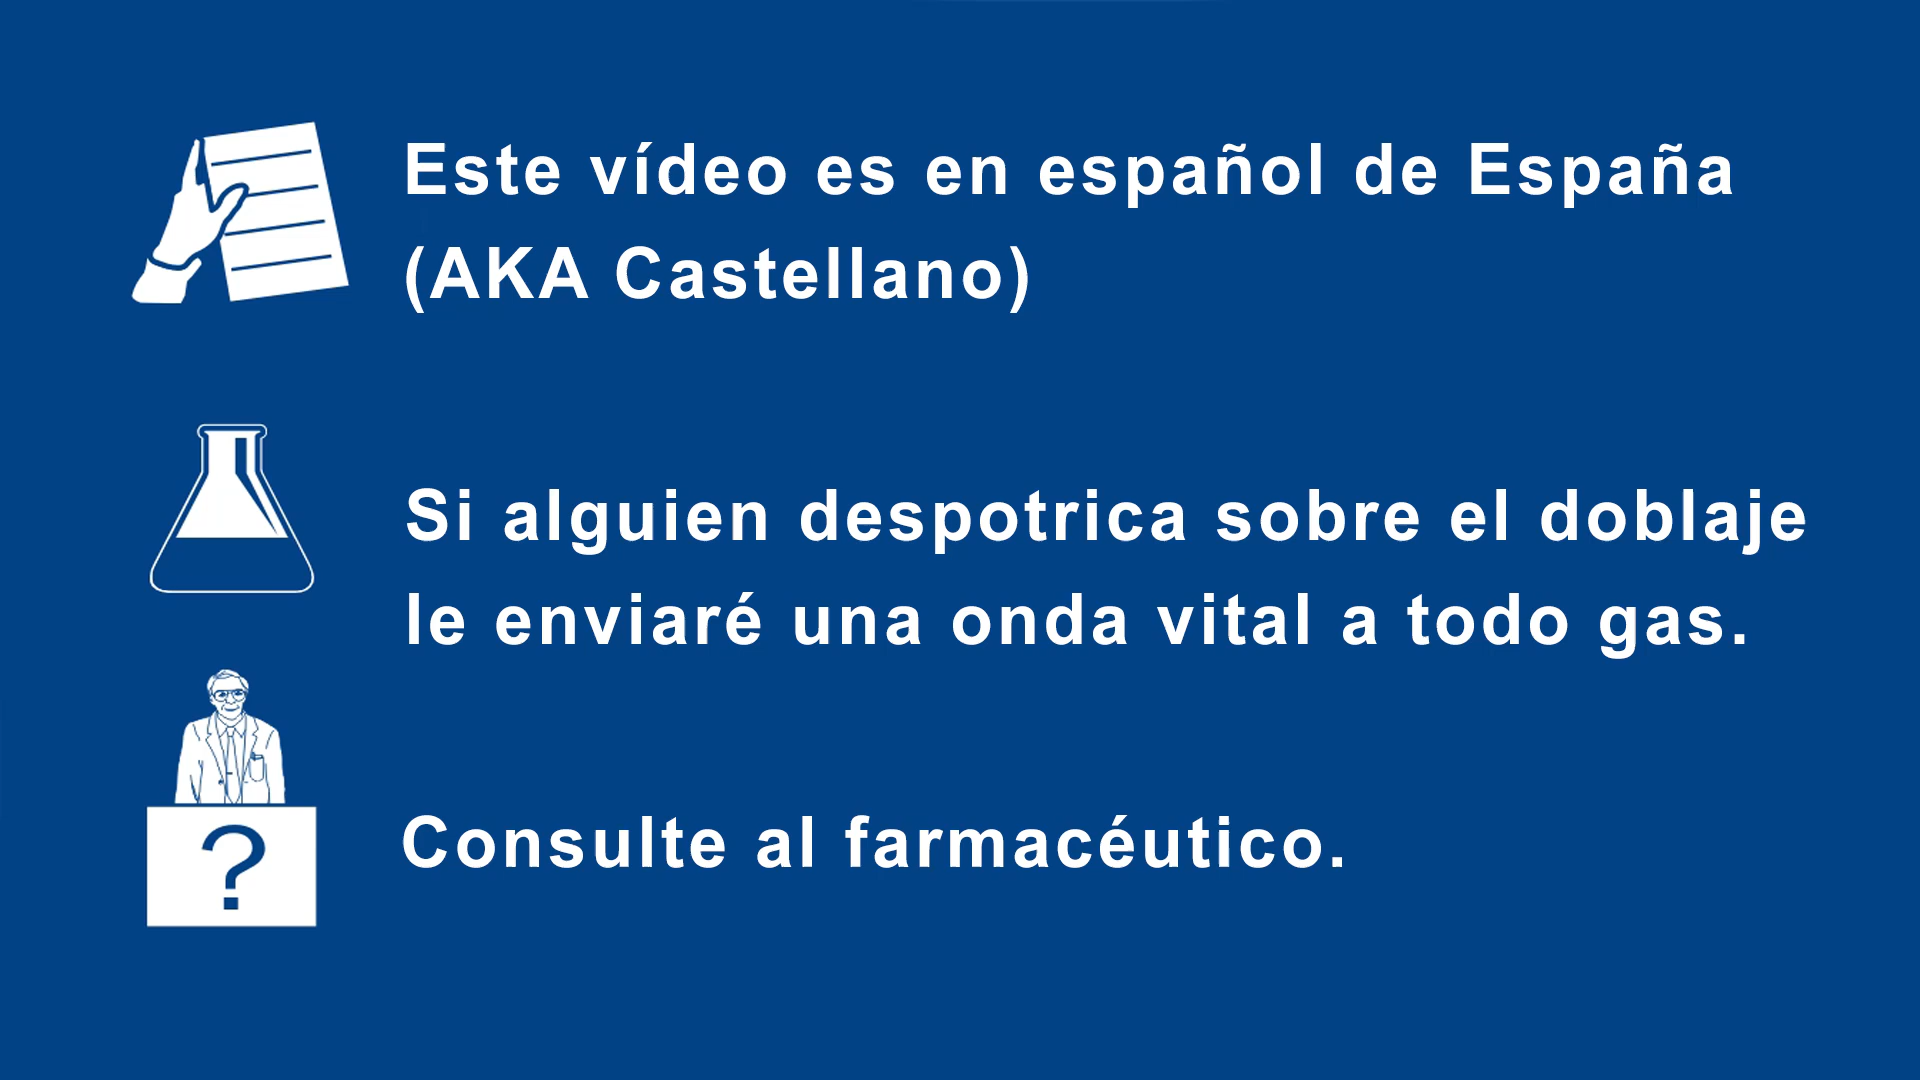 Este vídeo es en español de España
(AKA Castellano)
Si alguien despotrica sobre el doblaje
le enviaré una onda vital a todo gas.
Consulte al farmacéutico.
?